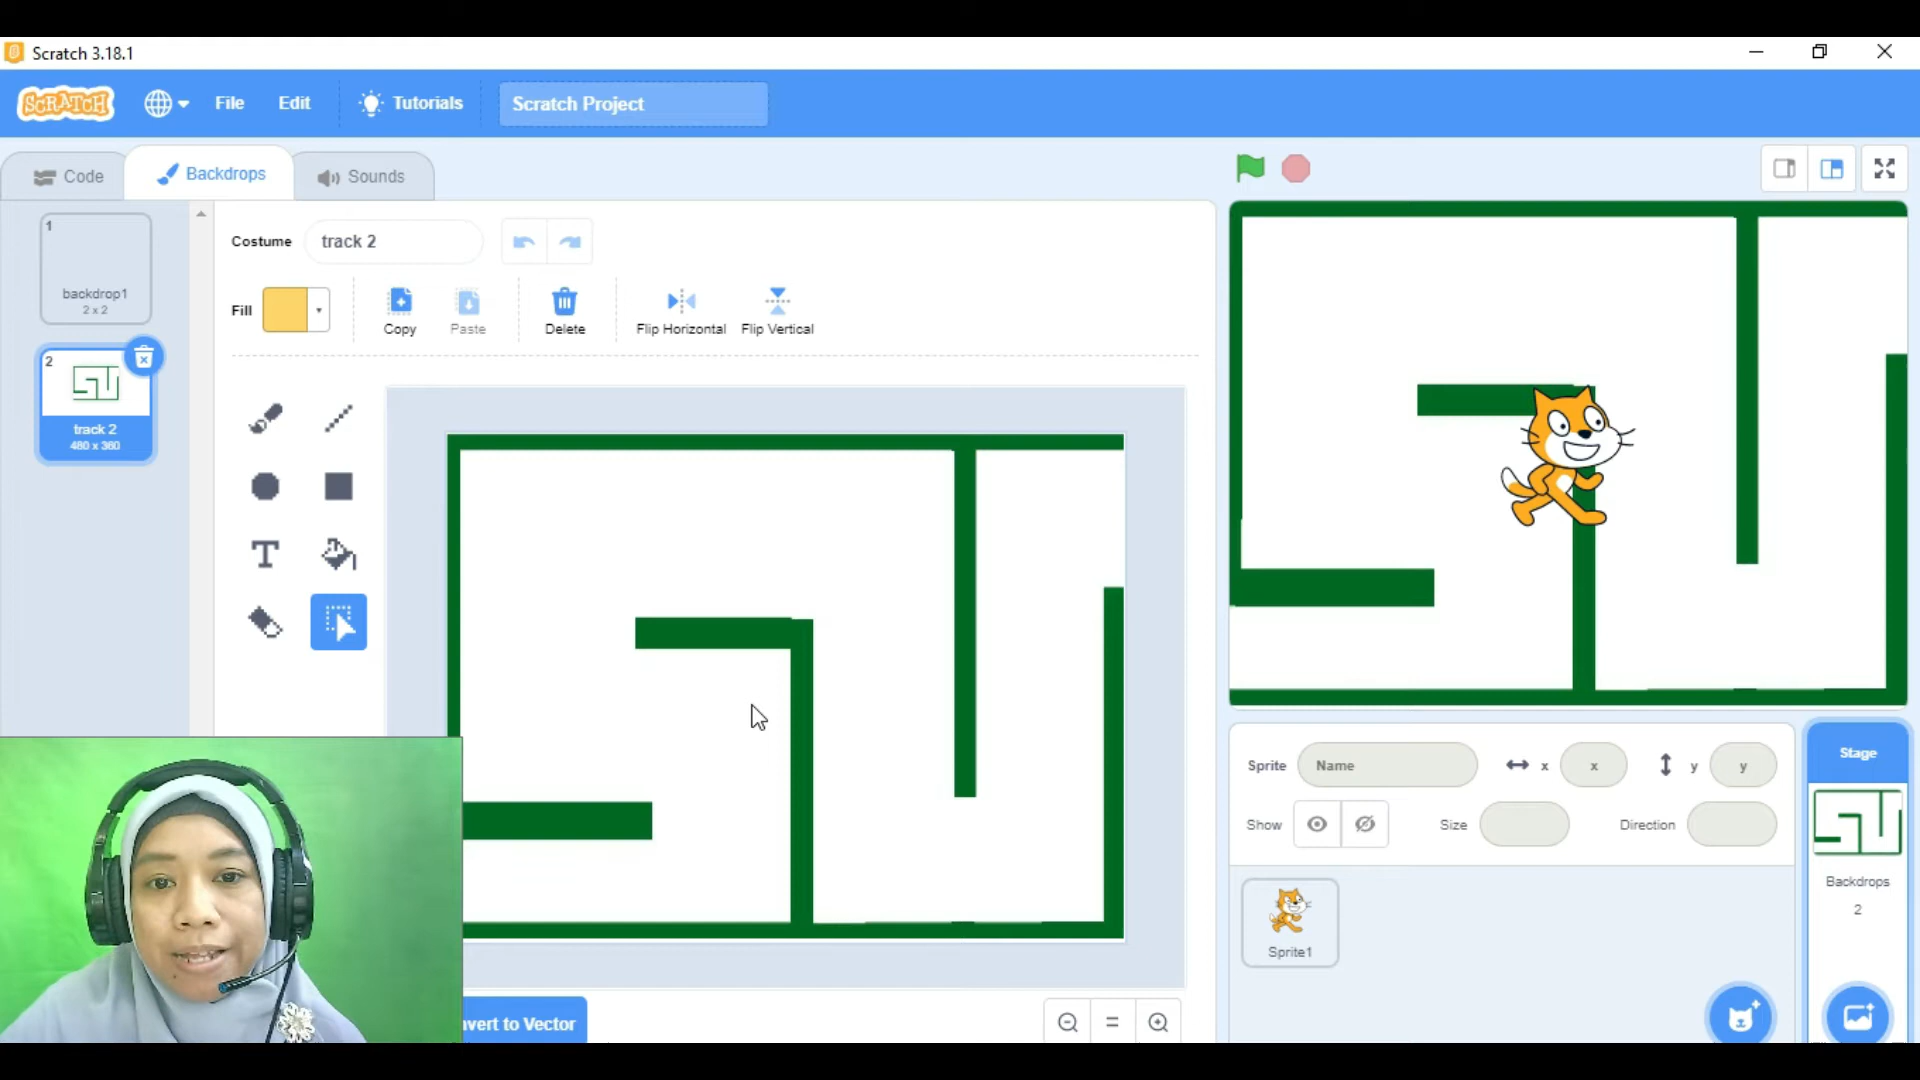 Scratch 3.18.1
SCRATCH
File
Edit
Tutorials
Scratch Project
Code
Backdrops
Sounds
1
backdrop1
2 x 2
2
track 2
480 x 360
Costume
track 2
Fill
Copy
Paste
Delete
Flip Horizontal
Flip Vertical
T
vert to Vector
Sprite
Name
x
x
y
y
Show
Size
Direction
Sprite1
Stage
Backdrops
2